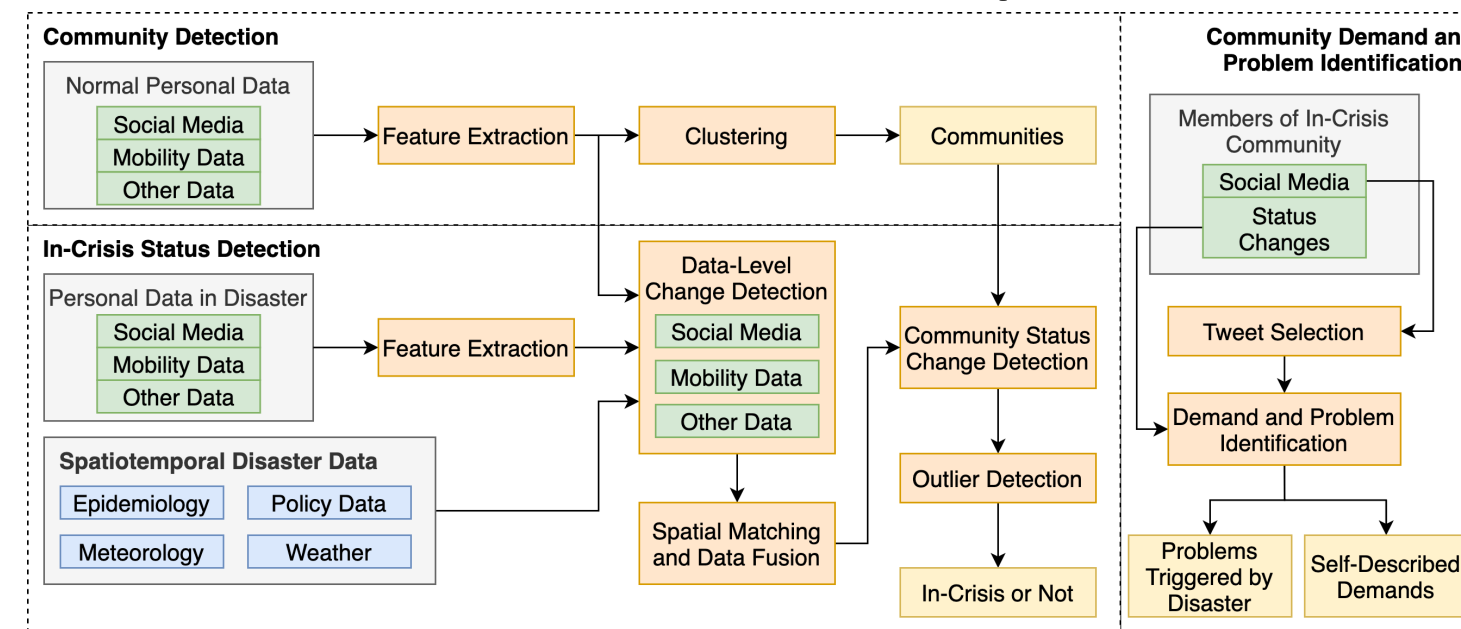 Community Detection
Normal Personal Data
Social Media
Mobility Data
Other Data
Feature Extraction
Clustering
Communities
In-Crisis Status Detection
Personal Data in Disaster
Social Media
Mobility Data
Other Data
Feature Extraction
Spatiotemporal Disaster Data
Epidemiology
Policy Data
Meteorology
Weather
Data-Level
Change Detection
Social Media
Mobility Data
Other Data
Spatial Matching
and Data Fusion
Community Status
Change Detection
Outlier Detection
In-Crisis or Not
Community Demand an
Problem Identification
Members of In-Crisis
Community
Social Media
Status
Changes
Tweet Selection
Demand and Problem
Identification
Problems
Triggered by
Disaster
Self-Described
Demands